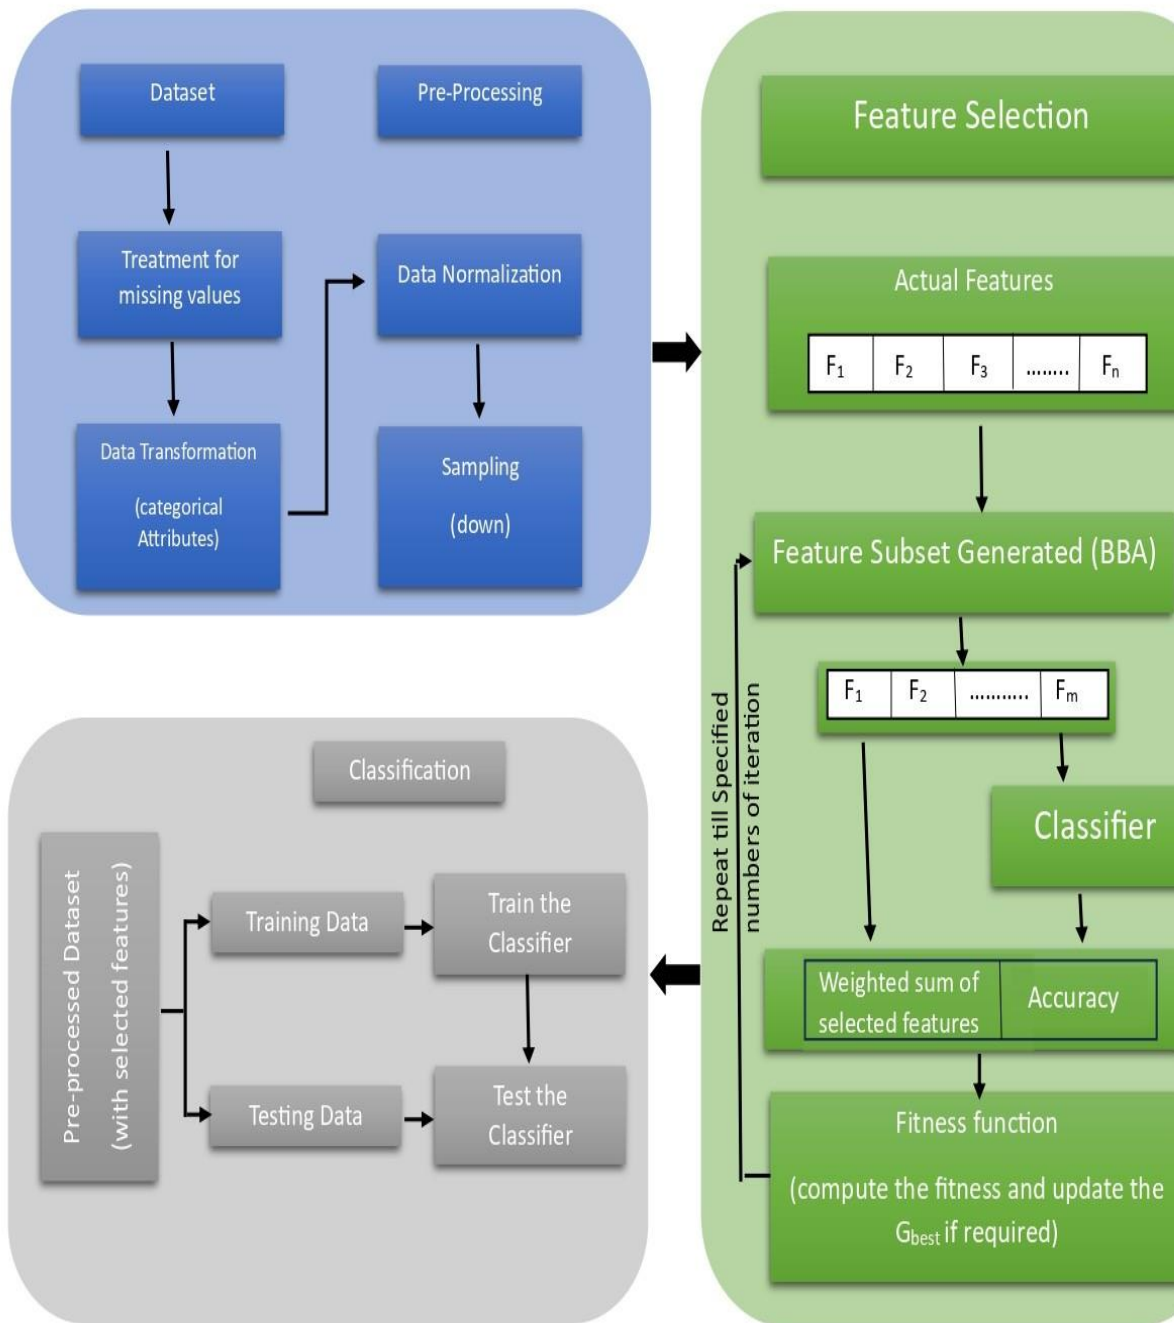 Dataset
Pre-Processing
Treatment for
missing values
Data Transformation
(categorical
Attributes)
Data Normalization
Sampling
(down)
Feature Selection
Actual Features
F1 F2 F3 ........ Fn
Feature Subset Generated (BBA)
F1 F2 ........... Fm
Classifier
Weighted sum of
selected features
Accuracy
Fitness function
(compute the fitness and update the
Gbest if required)
Repeat till Specified
numbers of iteration
Classification
Pre-processed Dataset
(with selected features)
Training Data
Train the
Classifier
Testing Data
Test the
Classifier